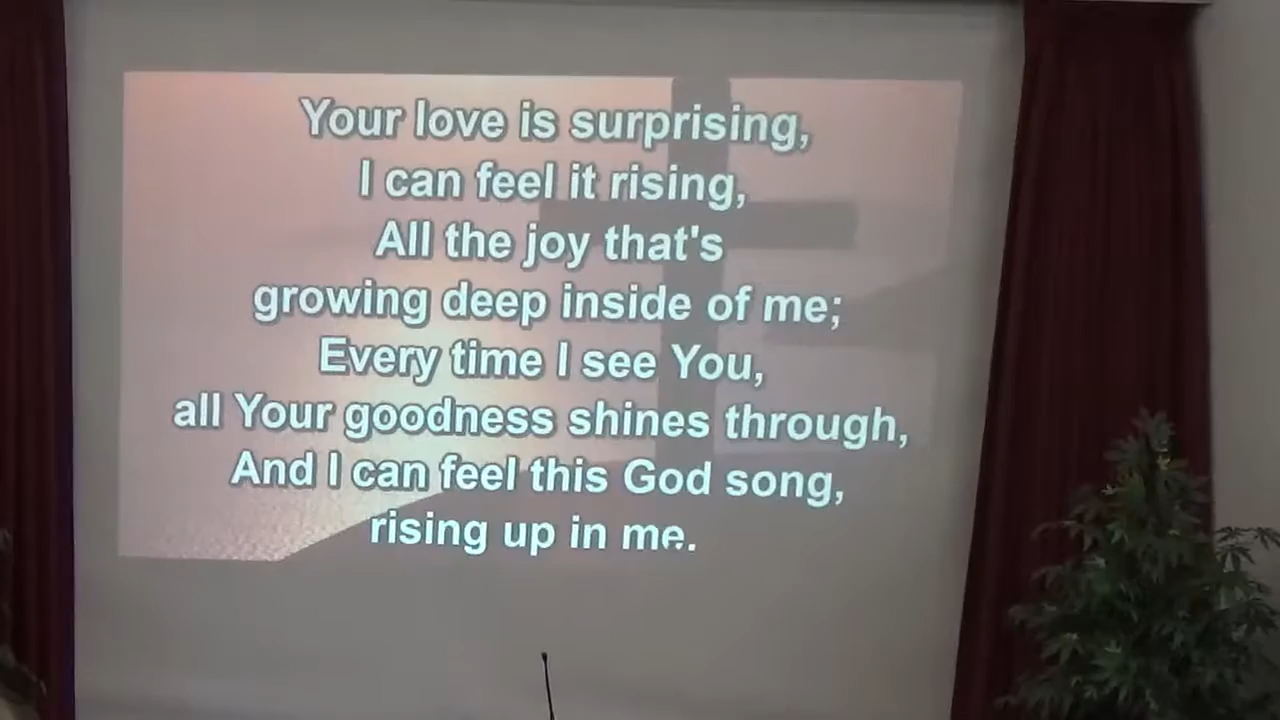 Your love is surprising,
I can feel it rising,
All the joy that's
growing deep inside of me;
Every time I see You,
all Your goodness shines through,
And I can feel this God song,
rising up in me.